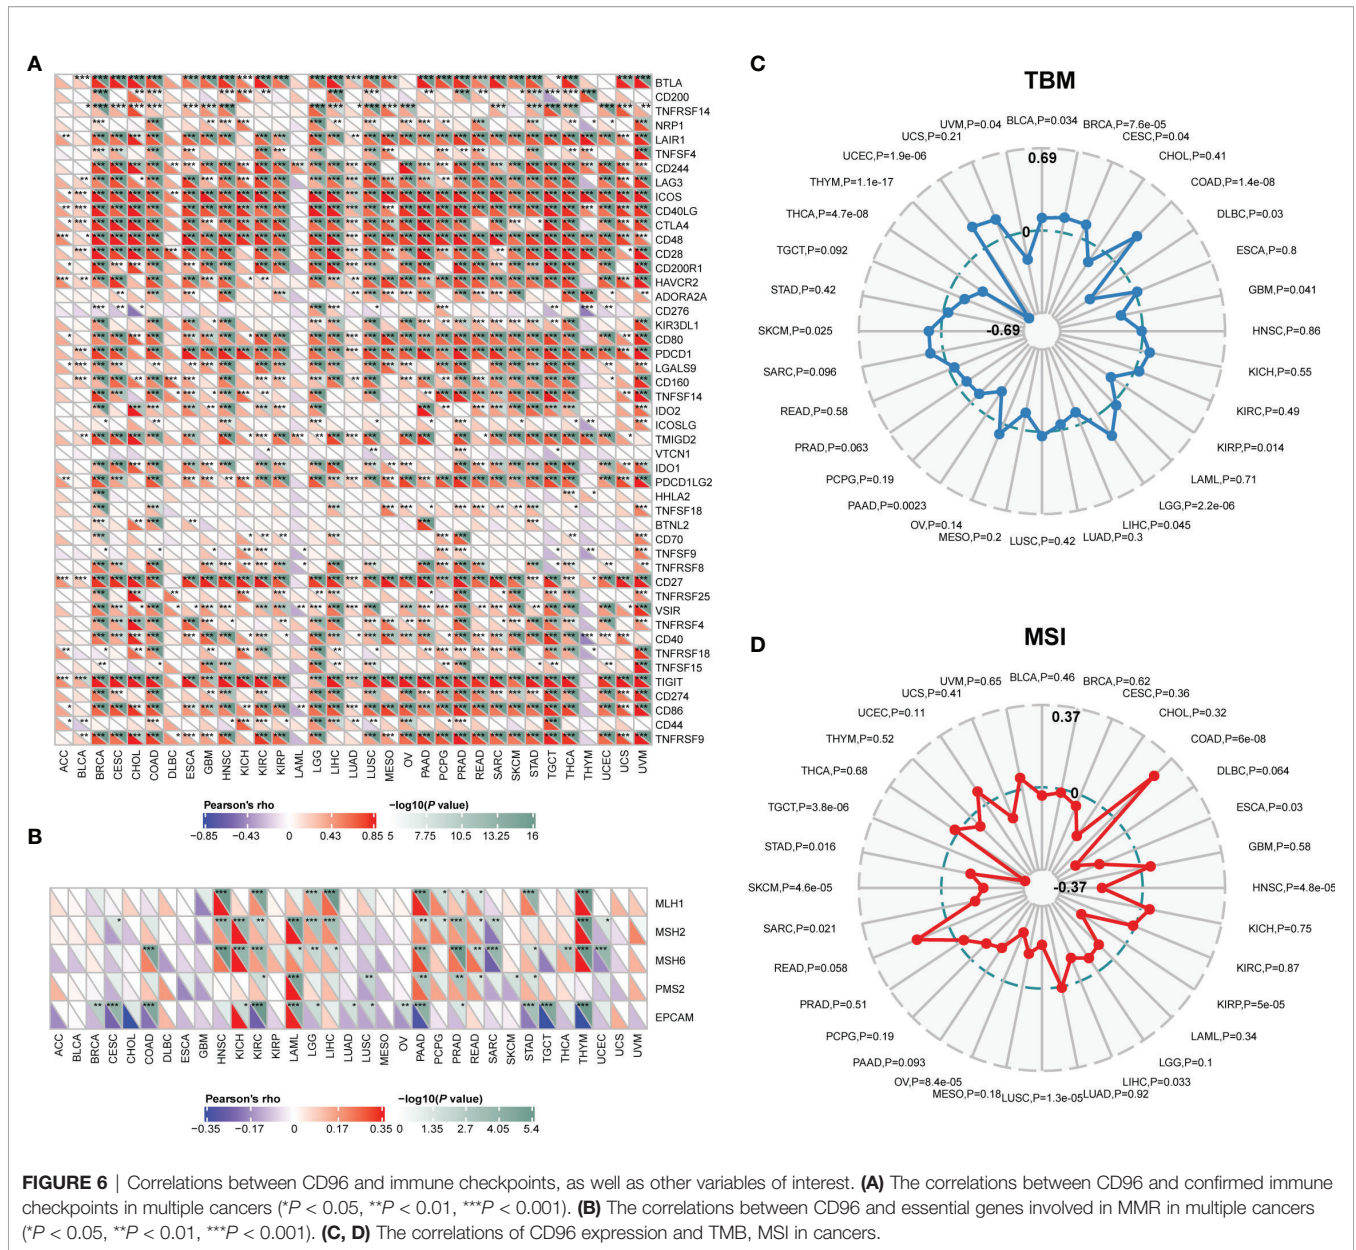 A
BTLA
CD200
TNFRSF14
NRP1
LAIR1
TNFSF4
CD244
LAG3
ICOS
CD40LG
CTLA4
CD48
CD28
CD200R1
HAVCR2
ADORA2A
CD276
KIR3DL1
CD80
PDCD1
LGALS9
CD160
TNFSF14
IDO2
ICOSLG
TMIGD2
VTCN1
IDO1
PDCD1LG2
HHLA2
TNFSF18
BTNL2
CD70
TNFSF9
TNFRSF8
CD27
TNFRSF25
VSIR
TNFRSF4
CD40
TNFRSF18
TNFSF15
TIGIT
CD274
CD86
CD44
TNFRSF9
ACC BLCA BRCA CESC CHOL COAD DLBC ESCA GBM HNSC KICH KIRC KIRP LAML LGG LIHC LUAD LUSC MESO OV PAAD PCPG PRAD READ SARC SKCM STAD TGCT THCA THYM UCEC UCS UVM
Pearson's rho
−0.85 −0.43 0 0.43 0.85
−log10(P value)
5 7.75 10.5 13.25 16
B
MLH1
MSH2
MSH6
PMS2
EPCAM
ACC BLCA BRCA CESC CHOL COAD DLBC ESCA GBM HNSC KICH KIRC KIRP LAML LGG LIHC LUAD LUSC MESO OV PAAD PCPG PRAD READ SARC SKCM STAD TGCT THCA THYM UCEC UCS UVM
Pearson's rho
−0.35 −0.17 0 0.17 0.35
−log10(P value)
0 1.35 2.7 4.05 5.4
C
TBM
BLCA,P=0.034
BRCA,P=7.6e-05
CESC,P=0.04
CHOL,P=0.41
COAD,P=1.4e-08
DLBC,P=0.03
ESCA,P=0.8
GBM,P=0.041
HNSC,P=0.86
KICH,P=0.55
KIRC,P=0.49
KIRP,P=0.014
LAML,P=0.71
LGG,P=2.2e-06
LIHC,P=0.045
LUAD,P=0.3
LUSC,P=0.42
MESO,P=0.2
OV,P=0.14
PAAD,P=0.0023
PCPG,P=0.19
PRAD,P=0.063
READ,P=0.58
SARC,P=0.096
SKCM,P=0.025
STAD,P=0.42
TGCT,P=0.092
THCA,P=4.7e-08
THYM,P=1.1e-17
UCEC,P=1.9e-06
UCS,P=0.21
UVM,P=0.04
0.69
0
-0.69
D
MSI
BLCA,P=0.46
BRCA,P=0.62
CESC,P=0.36
CHOL,P=0.32
COAD,P=6e-08
DLBC,P=0.064
ESCA,P=0.03
GBM,P=0.58
HNSC,P=4.8e-05
KICH,P=0.75
KIRC,P=0.87
KIRP,P=5e-05
LAML,P=0.34
LGG,P=0.1
LIHC,P=0.033
LUAD,P=0.92
LUSC,P=1.3e-05
MESO,P=0.18
OV,P=8.4e-05
PAAD,P=0.093
PCPG,P=0.19
PRAD,P=0.51
READ,P=0.058
SARC,P=0.021
SKCM,P=4.6e-05
STAD,P=0.016
TGCT,P=3.8e-06
THCA,P=0.68
THYM,P=0.52
UCEC,P=0.11
UCS,P=0.41
UVM,P=0.65
0.37
0
-0.37
FIGURE 6 | Correlations between CD96 and immune checkpoints, as well as other variables of interest. (A) The correlations between CD96 and confirmed immune
checkpoints in multiple cancers (*P < 0.05, **P < 0.01, ***P < 0.001). (B) The correlations between CD96 and essential genes involved in MMR in multiple cancers
(*P < 0.05, **P < 0.01, ***P < 0.001). (C, D) The correlations of CD96 expression and TMB, MSI in cancers.